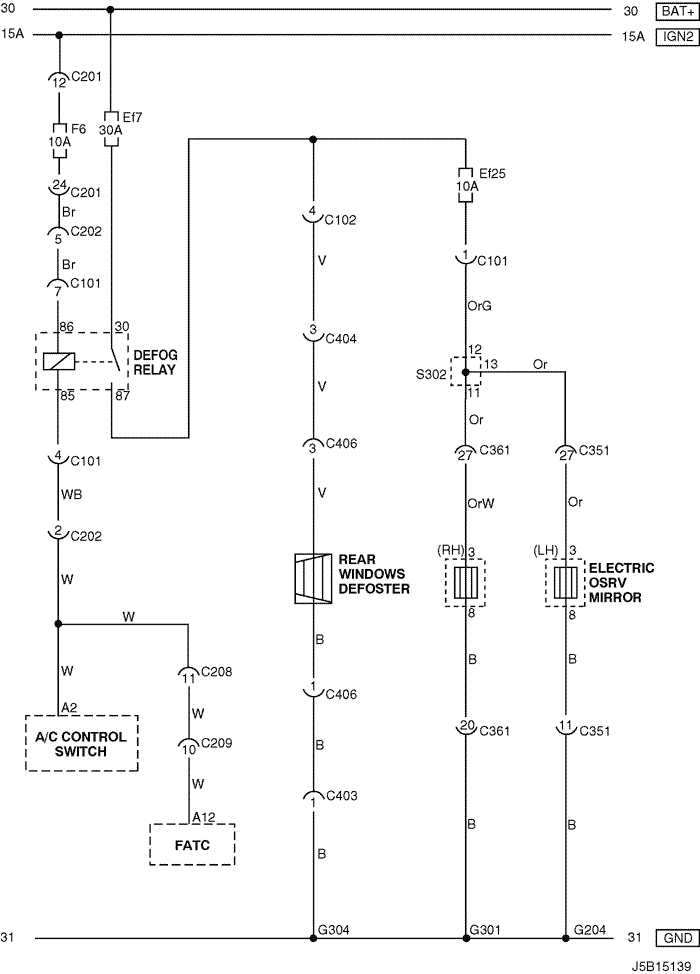 30 30 BAT+
15A 15A IGN2
12 C201
F6
10A
Ef7
30A
24 C201
Br
5 C202
Br
7 C101
86 30
DEFOG
RELAY
85 87
4 C101
WB
2 C202
W
W
W
A2
A/C CONTROL
SWITCH
11 C208
W
10 C209
W
A12
FATC
4 C102
V
3 C404
V
3 C406
V
REAR
WINDOWS
DEFOSTER
B
1 C406
B
1 C403
B
G304
Ef25
10A
1 C101
OrG
12
S302 13 Or
11
Or
27 C361
OrW
(RH) 3
8
B
20 C361
B
G301
27 C351
Or
(LH) 3
ELECTRIC
OSRV
MIRROR
8
B
11 C351
B
G204
31 31 GND
J5B15139